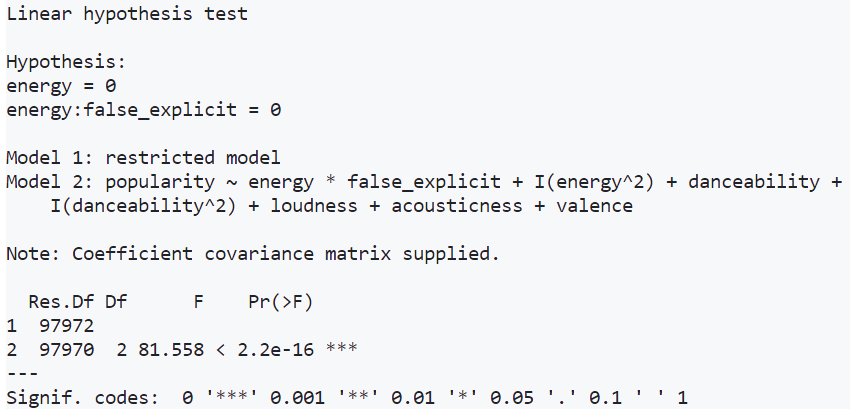 Linear hypothesis test

Hypothesis:
energy = 0
energy:false_explicit = 0

Model 1: restricted model
Model 2: popularity ~ energy * false_explicit + I(energy^2) + danceability +
    I(danceability^2) + loudness + acousticness + valence

Note: Coefficient covariance matrix supplied.

  Res.Df Df      F    Pr(>F)
1  97972
2  97970  2 81.558 < 2.2e-16 ***
---
Signif. codes:  0 '***' 0.001 '**' 0.01 '*' 0.05 '.' 0.1 ' ' 1